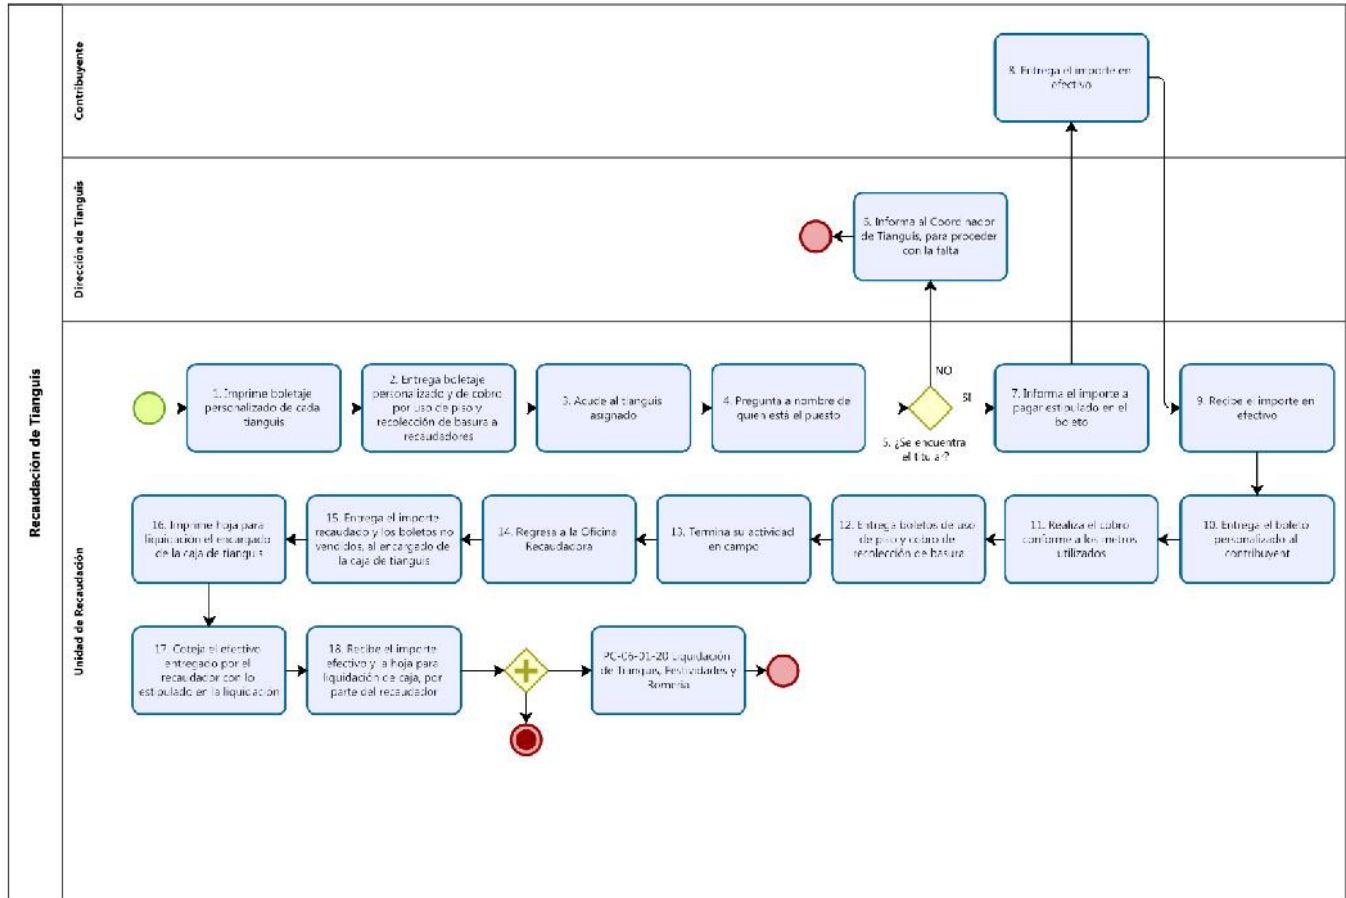 Recaudación de Tianguis
Contribuyente
8. Entrega el importe en
efectivo
Dirección de Tianguis
6. Informa al Coordinador
de Tianguis, para proceder
con la falta
Unidad de Recaudación
1. Imprime boletaje
personalizado de cada
tianguis
2. Entrega boletaje
personalizado y de cobro
por uso de piso y
recolección de basura a
recaudadores
3. Acude al tianguis
asignado
4. Pregunta a nombre de
quien está el puesto
NO
SI
5. ¿Se encuentra
el titular?
7. Informa el importe a
pagar estipulado en el
boleto
9. Recibe el importe en
efectivo
16. Imprime hoja para
liquidación el encargado
de la caja de tianguis
15. Entrega el importe
recaudado y los boletos no
vendidos, al encargado de
la caja de tianguis
14. Regresa a la Oficina
Recaudadora
13. Termina su actividad
en campo
12. Entrega boletos de uso
de piso y cobro de
recolección de basura
11. Realiza el cobro
conforme a los metros
utilizados
10. Entrega el boleto
personalizado al
contribuyent
17. Coteja el efectivo
entregado por el
recaudador con lo
estipulado en la liquidación
18. Recibe el importe
efectivo y la hoja para
liquidación de caja, por
parte del recaudador
PC-06-01-20 Liquidación
de Tianguis, Festividades y
Romería